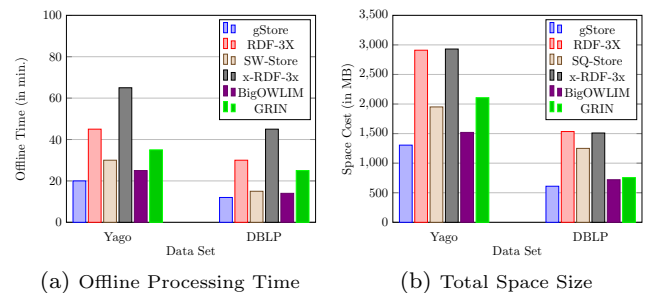 100
80
60
40
20
0
Offline Time (in min.)
gStore
RDF-3X
SW-Store
x-RDF-3x
BigOWLIM
GRIN
Yago
DBLP
Data Set
(a) Offline Processing Time
3,500
3,000
2,500
2,000
1,500
1,000
500
0
Space Cost (in MB)
gStore
RDF-3X
SQ-Store
x-RDF-3x
BigOWLIM
GRIN
Yago
DBLP
Data Set
(b) Total Space Size